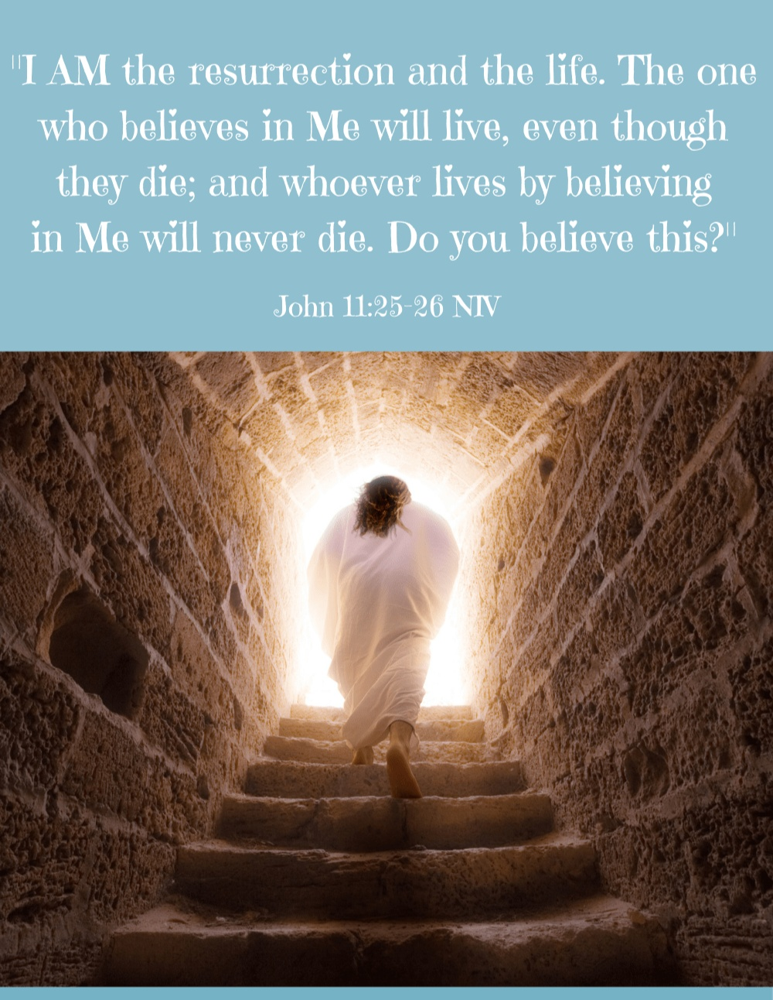 "I AM the resurrection and the life. The one
who believes in Me will live, even though
they die; and whoever lives by believing
in Me will never die. Do you believe this?"
John 11:25-26 NIV